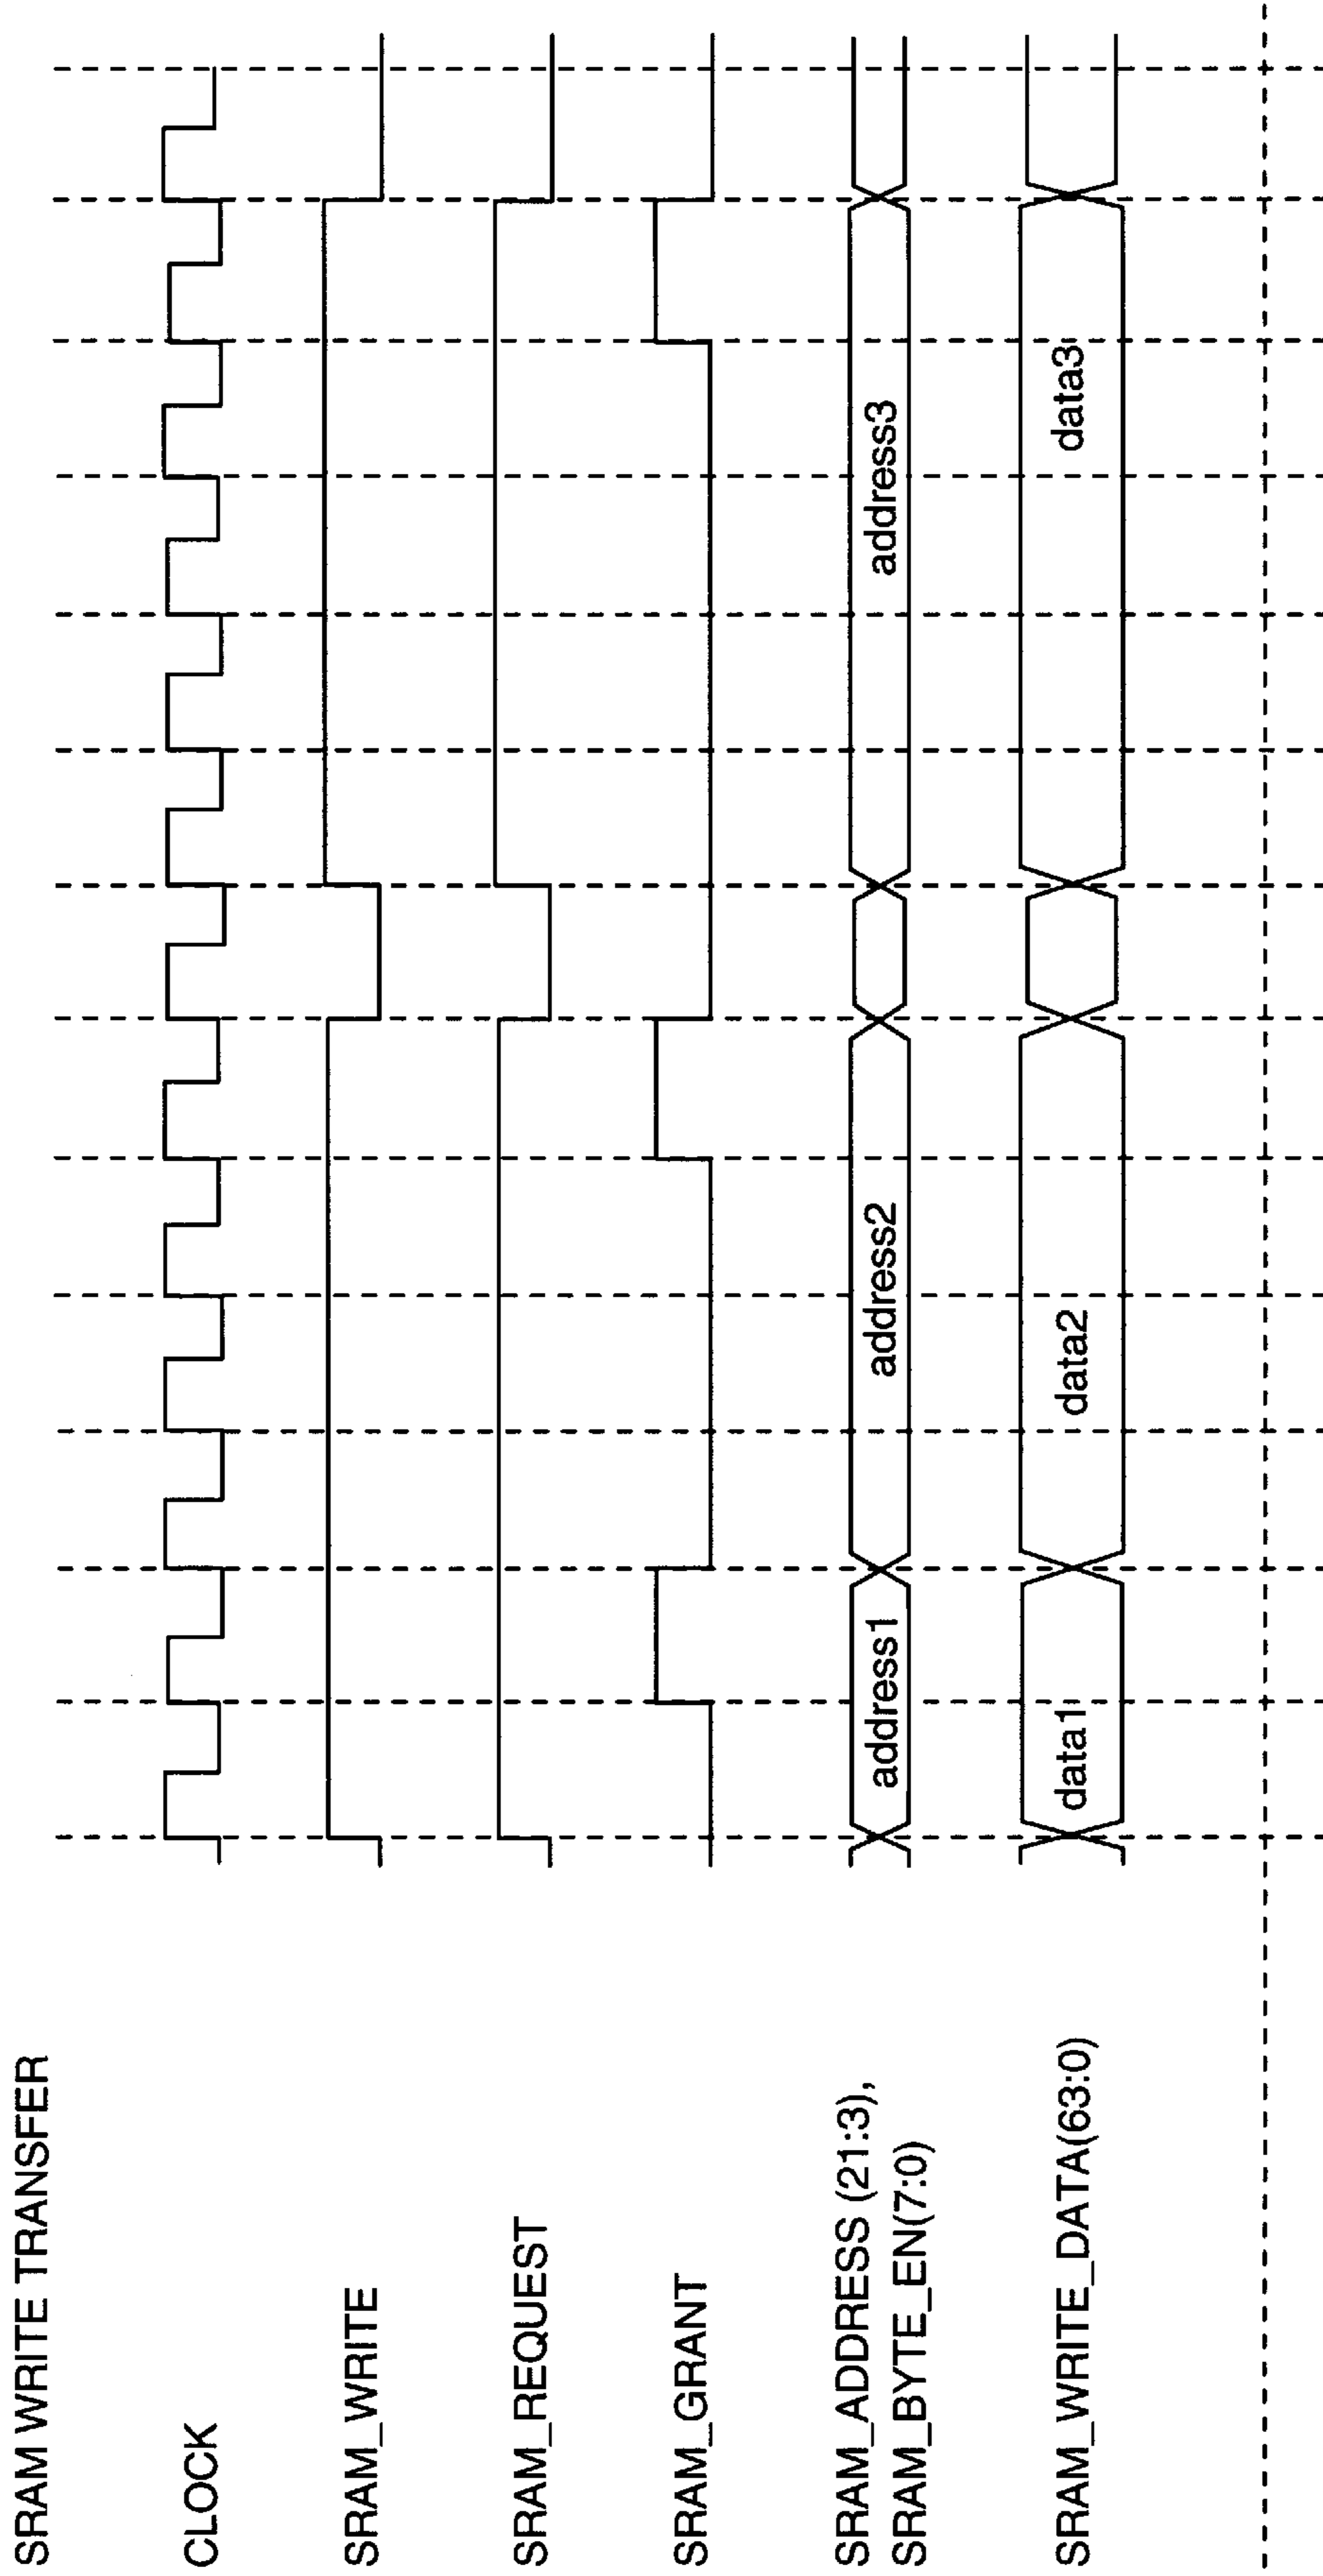 SRAM WRITE TRANSFER
CLOCK
SRAM_WRITE
SRAM_REQUEST
SRAM_GRANT
SRAM_ADDRESS (21:3),
SRAM_BYTE_EN(7:0)
address1
address2
address3
SRAM_WRITE_DATA(63:0)
data1
data2
data3